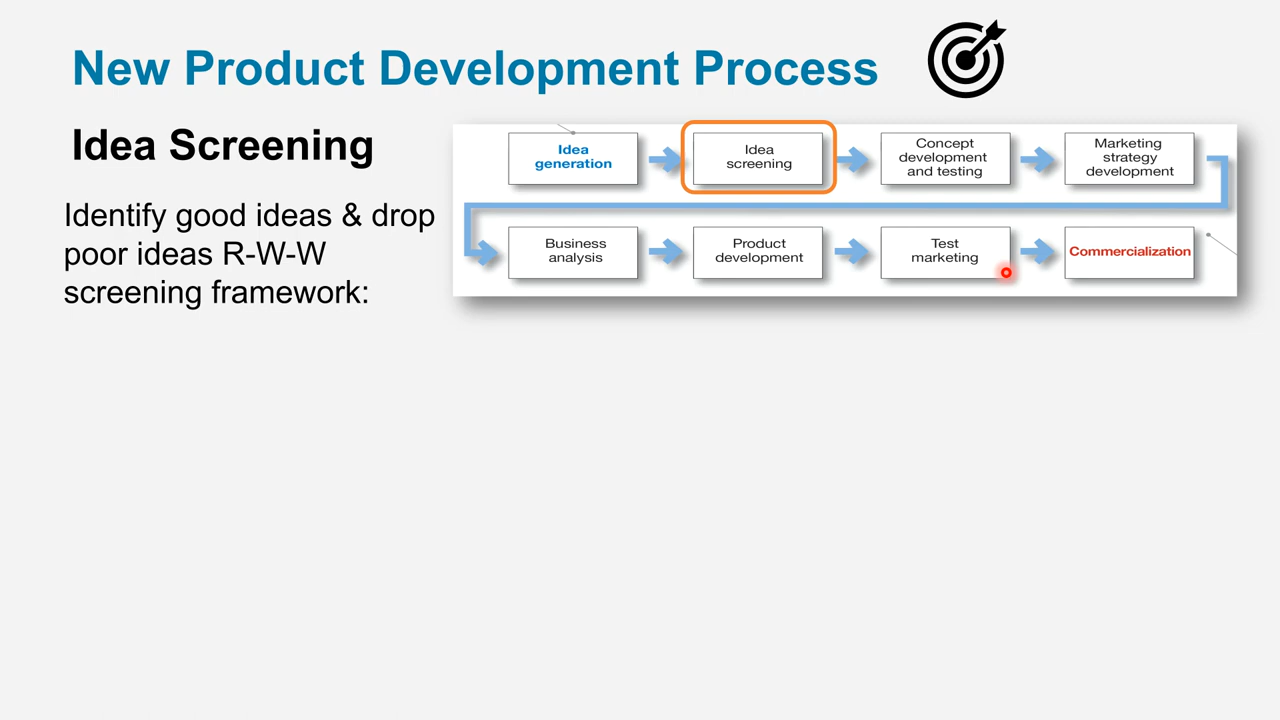 New Product Development Process
Idea Screening
Identify good ideas & drop
poor ideas R-W-W
screening framework:
Idea
generation
Idea
screening
Concept
development
and testing
Marketing
strategy
development
Business
analysis
Product
development
Test
marketing
Commercialization